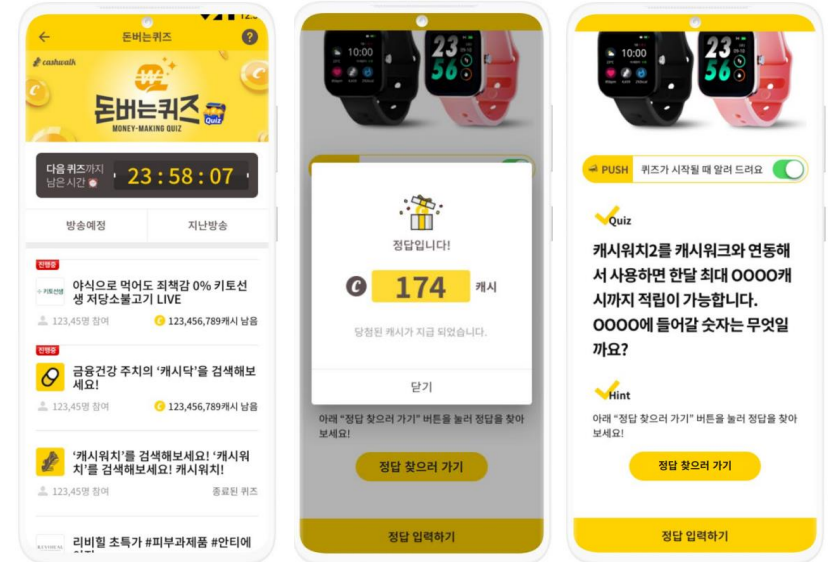 돈버는퀴즈
?
cashwalk
돈버는퀴즈
Quiz
MONEY-MAKING QUIZ
다음 퀴즈까지
남은 시간
23:58:07
방송예정
지난방송
진행중
키토선생
야식으로 먹어도 죄책감 0% 키토선
생 저당소불고기 LIVE
123,45명 참여
123,456,789캐시 남음
진행중
금융건강 주치의 ‘캐시닥’을 검색해보
세요!
123,45명 참여
123,456,789캐시 남음
‘캐시워치’를 검색해보세요! ‘캐시워
치’를 검색해보세요! 캐시워치!
123,45명 참여
종료된 퀴즈
리비힐 초특가 #피부과제품 #안티에
10:00
23
56
정답입니다!
C 174 캐시
당첨된 캐시가 지급 되었습니다.
닫기
아래 “정답 찾으러 가기” 버튼을 눌러 정답을 찾아
보세요!
정답 찾으러 가기
정답 입력하기
10:00
23
56
PUSH 퀴즈가 시작될 때 알려 드려요
Quiz
캐시워치2를 캐시워크와 연동해
서 사용하면 한달 최대 OOOO캐
시까지 적립이 가능합니다.
OOOO에 들어갈 숫자는 무엇일
까요?
Hint
아래 “정답 찾으러 가기” 버튼을 눌러 정답을 찾아
보세요!
정답 찾으러 가기
정답 입력하기